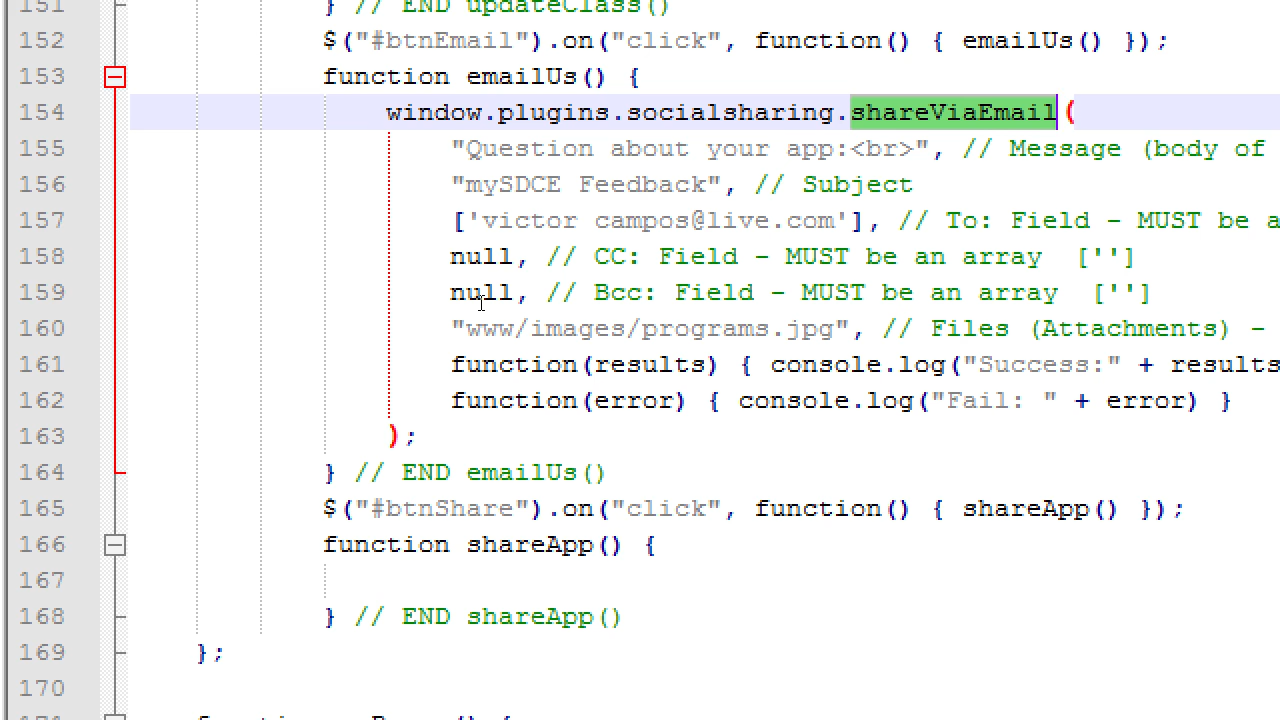 151 } // END updateClass()
152 $("#btnEmail").on("click", function() { emailUs() });
153 function emailUs() {
154 window.plugins.socialsharing.shareViaEmail(
155 "Question about your app:<br>", // Message (body of
156 "mySDCE Feedback", // Subject
157 ['victor campos@live.com'], // To: Field - MUST be a
158 null, // CC: Field - MUST be an array ['']
159 null, // Bcc: Field - MUST be an array ['']
160 "www/images/programs.jpg", // Files (Attachments) -
161 function(results) { console.log("Success:" + results
162 function(error) { console.log("Fail: " + error) }
163 );
164 } // END emailUs()
165 $("#btnShare").on("click", function() { shareApp() });
166 function shareApp() {
167
168 } // END shareApp()
169 };
170